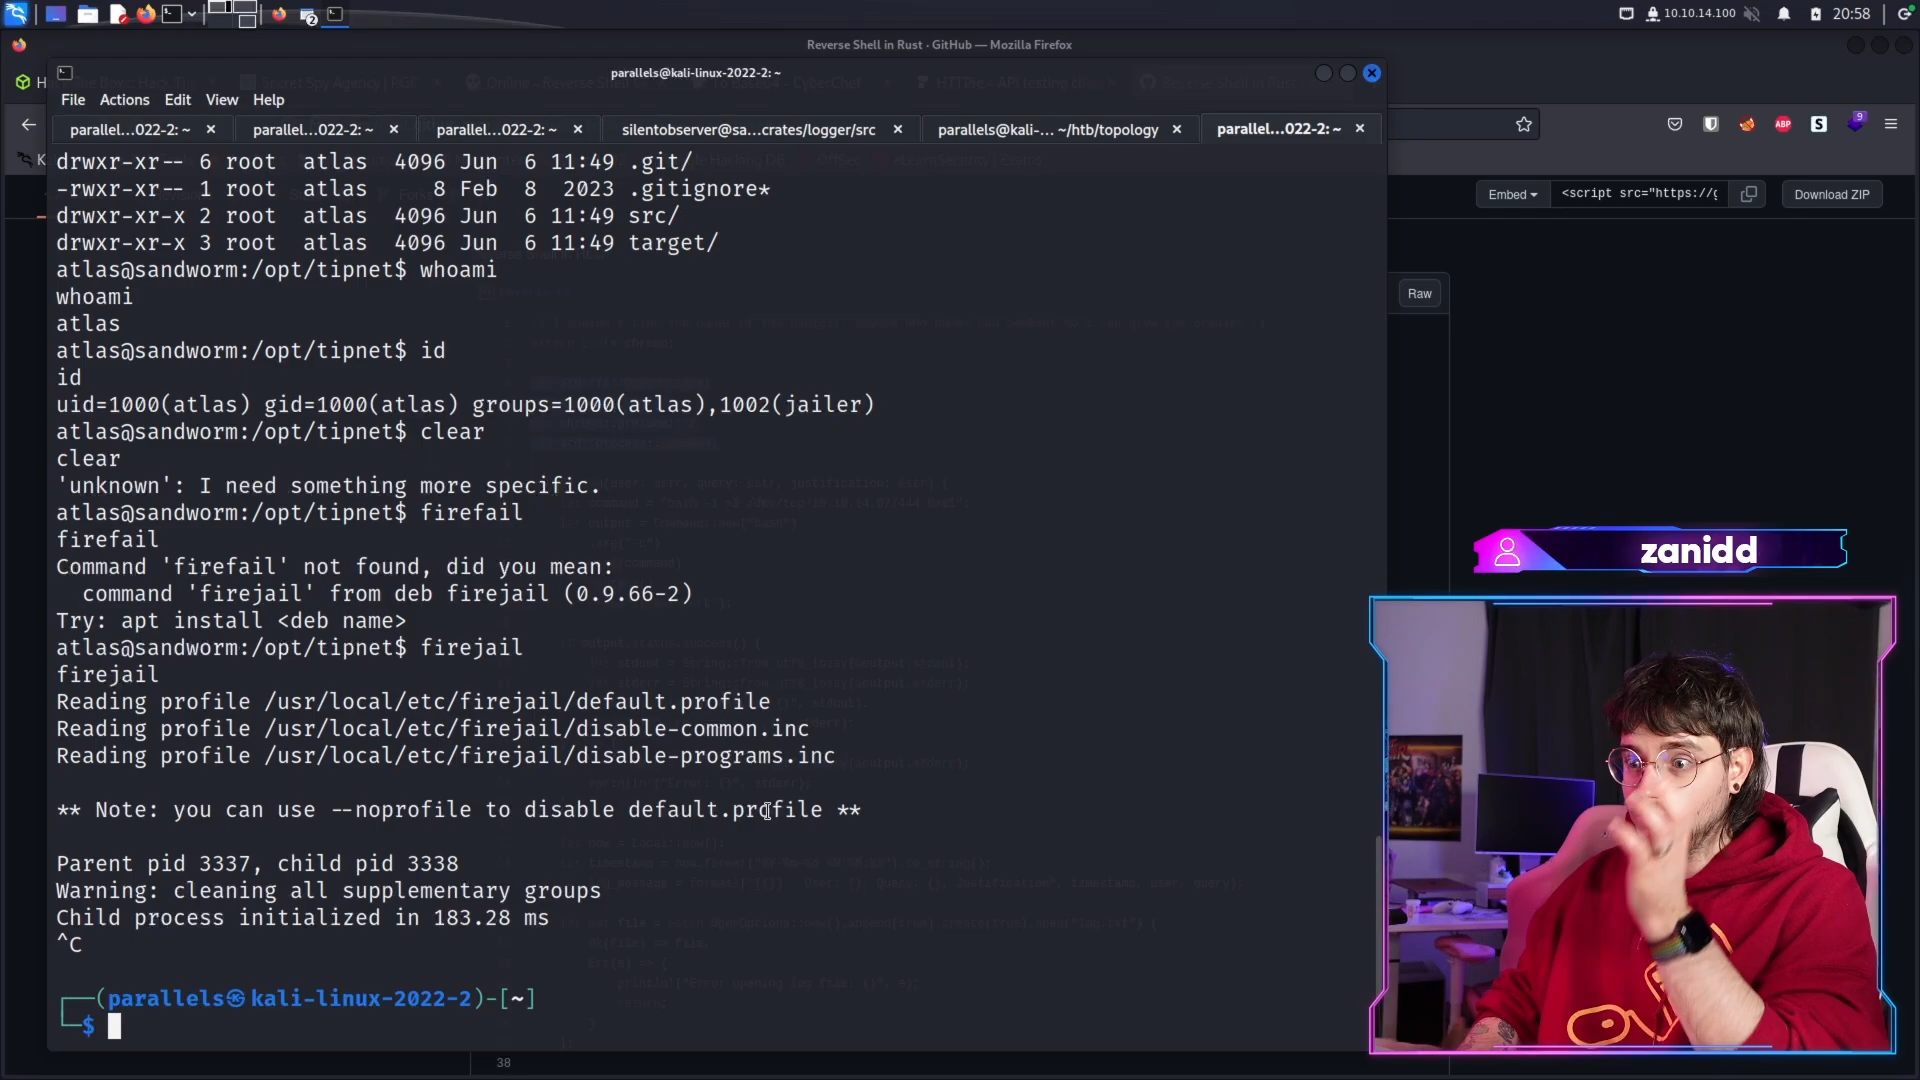 10.10.14.100
20:58
Reverse Shell in Rust · GitHub — Mozilla Firefox
parallels@kali-linux-2022-2: ~
File Actions Edit View Help
parallel...022-2: ~
parallel...022-2: ~
parallel...022-2: ~
silentobserver@sa...crates/logger/src
parallels@kali-... ~/htb/topology
parallel...022-2: ~
Embed
<script src="https://g
Download ZIP
Raw
drwxr-xr-- 6 root  atlas  4096 Jun  6 11:49 .git/
-rwxr-xr-- 1 root  atlas     8 Feb  8  2023 .gitignore*
drwxr-xr-x 2 root  atlas  4096 Jun  6 11:49 src/
drwxr-xr-x 3 root  atlas  4096 Jun  6 11:49 target/
atlas@sandworm:/opt/tipnet$ whoami
whoami
atlas
atlas@sandworm:/opt/tipnet$ id
id
uid=1000(atlas) gid=1000(atlas) groups=1000(atlas),1002(jailer)
atlas@sandworm:/opt/tipnet$ clear
clear
'unknown': I need something more specific.
atlas@sandworm:/opt/tipnet$ firefail
firefail
Command 'firefail' not found, did you mean:
  command 'firejail' from deb firejail (0.9.66-2)
Try: apt install <deb name>
atlas@sandworm:/opt/tipnet$ firejail
firejail
Reading profile /usr/local/etc/firejail/default.profile
Reading profile /usr/local/etc/firejail/disable-common.inc
Reading profile /usr/local/etc/firejail/disable-programs.inc
** Note: you can use --noprofile to disable default.profile **
Parent pid 3337, child pid 3338
Warning: cleaning all supplementary groups
Child process initialized in 183.28 ms
^C
┌──(parallels㉿kali-linux-2022-2)-[~]
└─$
38
zanidd